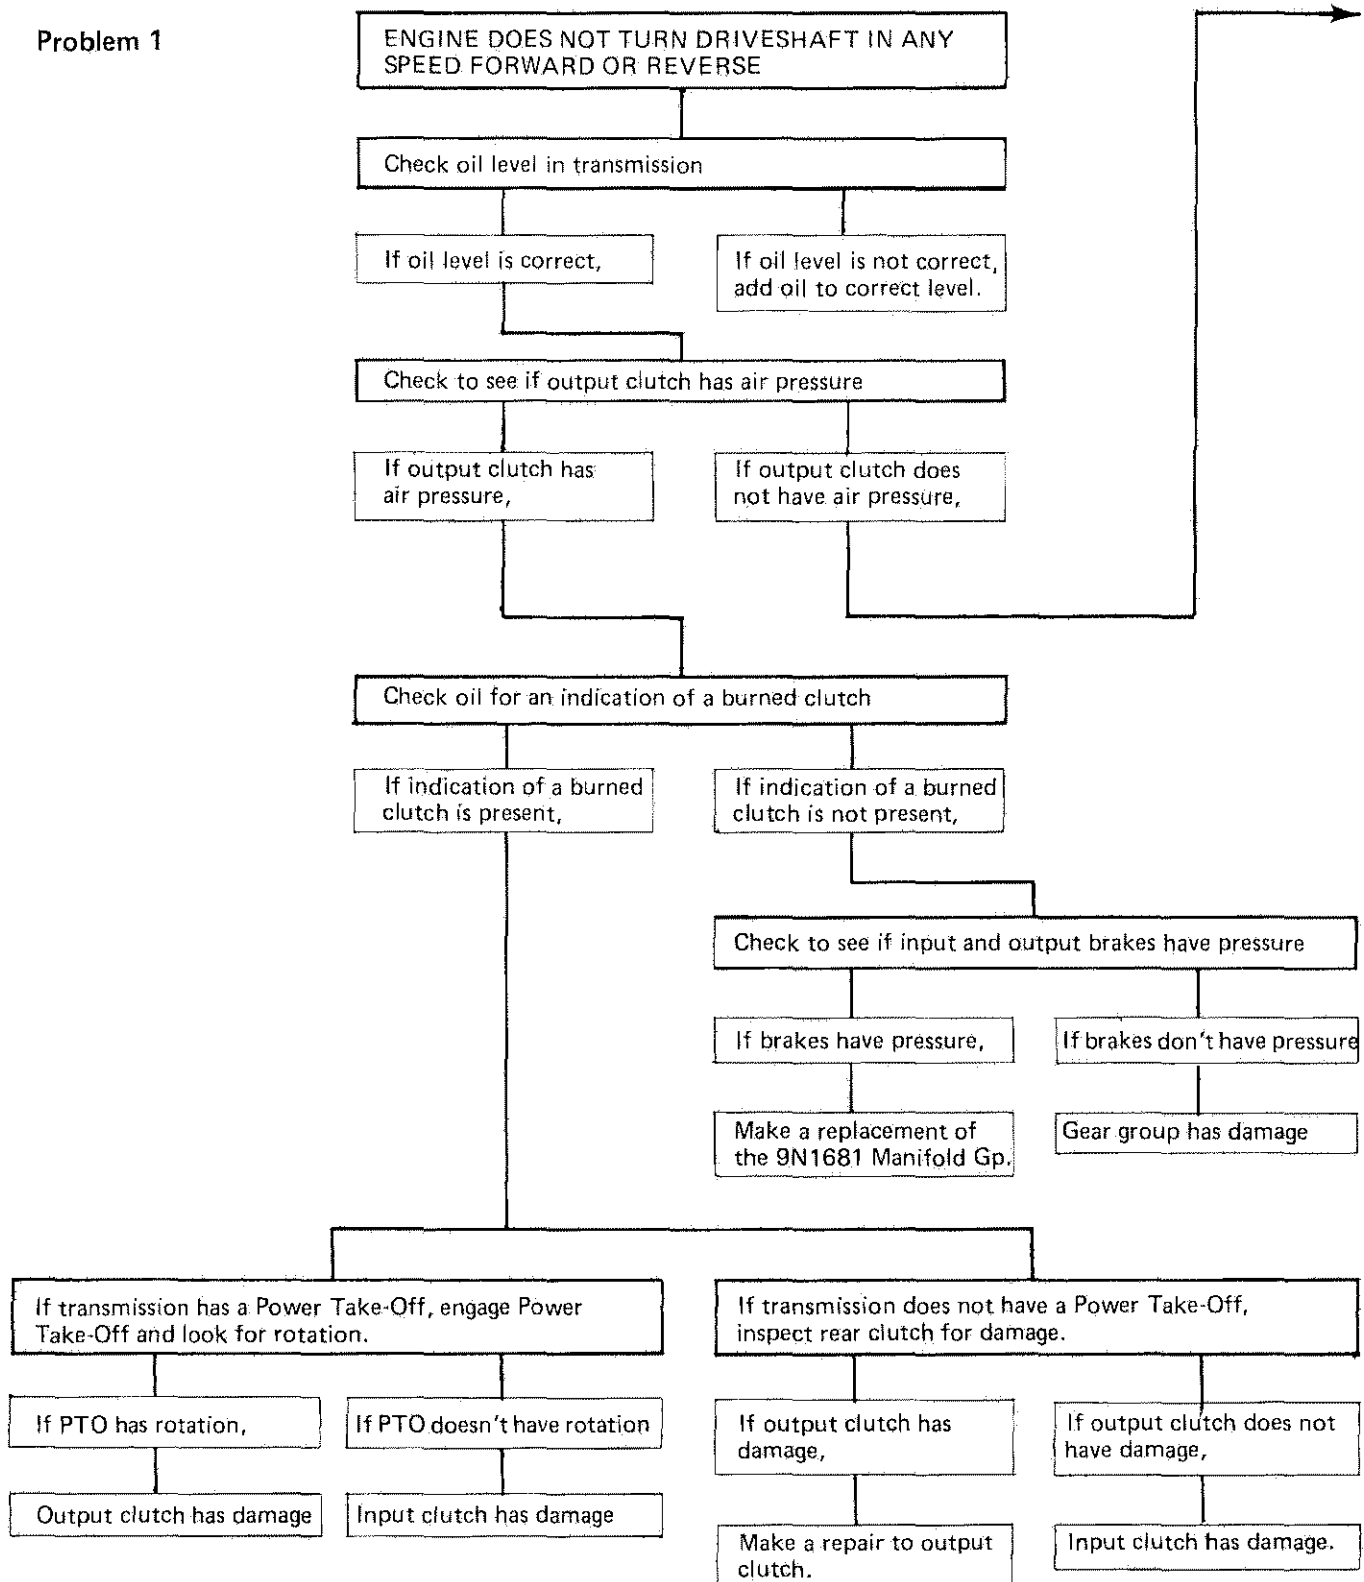 Problem 1
ENGINE DOES NOT TURN DRIVESHAFT IN ANY
SPEED FORWARD OR REVERSE
Check oil level in transmission
If oil level is correct,
If oil level is not correct,
add oil to correct level.
Check to see if output clutch has air pressure
If output clutch has
air pressure,
If output clutch does
not have air pressure,
Check oil for an indication of a burned clutch
If indication of a burned
clutch is present,
If indication of a burned
clutch is not present,
Check to see if input and output brakes have pressure
If brakes have pressure,
If brakes don't have pressure
Make a replacement of
the 9N1681 Manifold Gp.
Gear group has damage
If transmission has a Power Take-Off, engage Power
Take-Off and look for rotation.
If transmission does not have a Power Take-Off,
inspect rear clutch for damage.
If PTO has rotation,
If PTO doesn't have rotation
If output clutch has
damage,
If output clutch does not
have damage,
Output clutch has damage
Input clutch has damage
Make a repair to output
clutch.
Input clutch has damage.